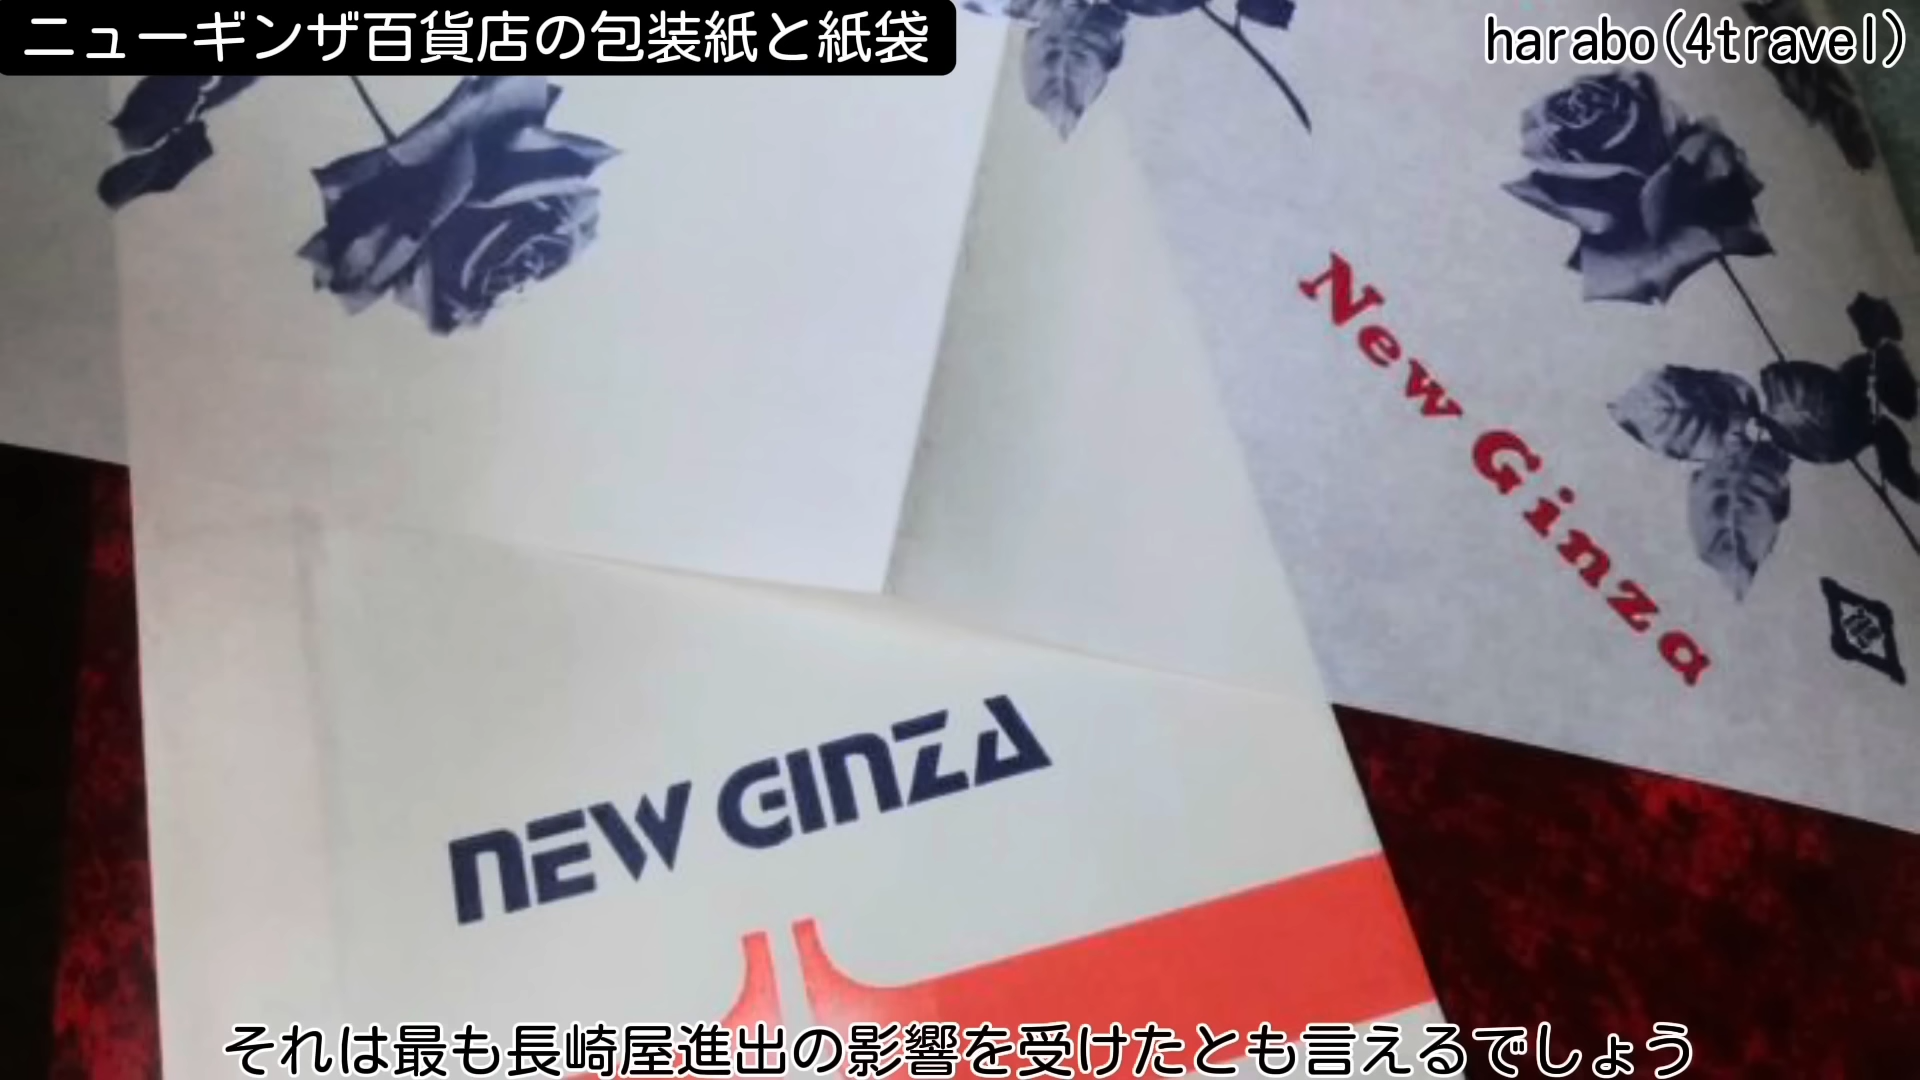 ニューギンザ百貨店の包装紙と紙袋
harabo(4travel)
New Ginza
NEW GINZA
それは最も長崎屋進出の影響を受けたとも言えるでしょう